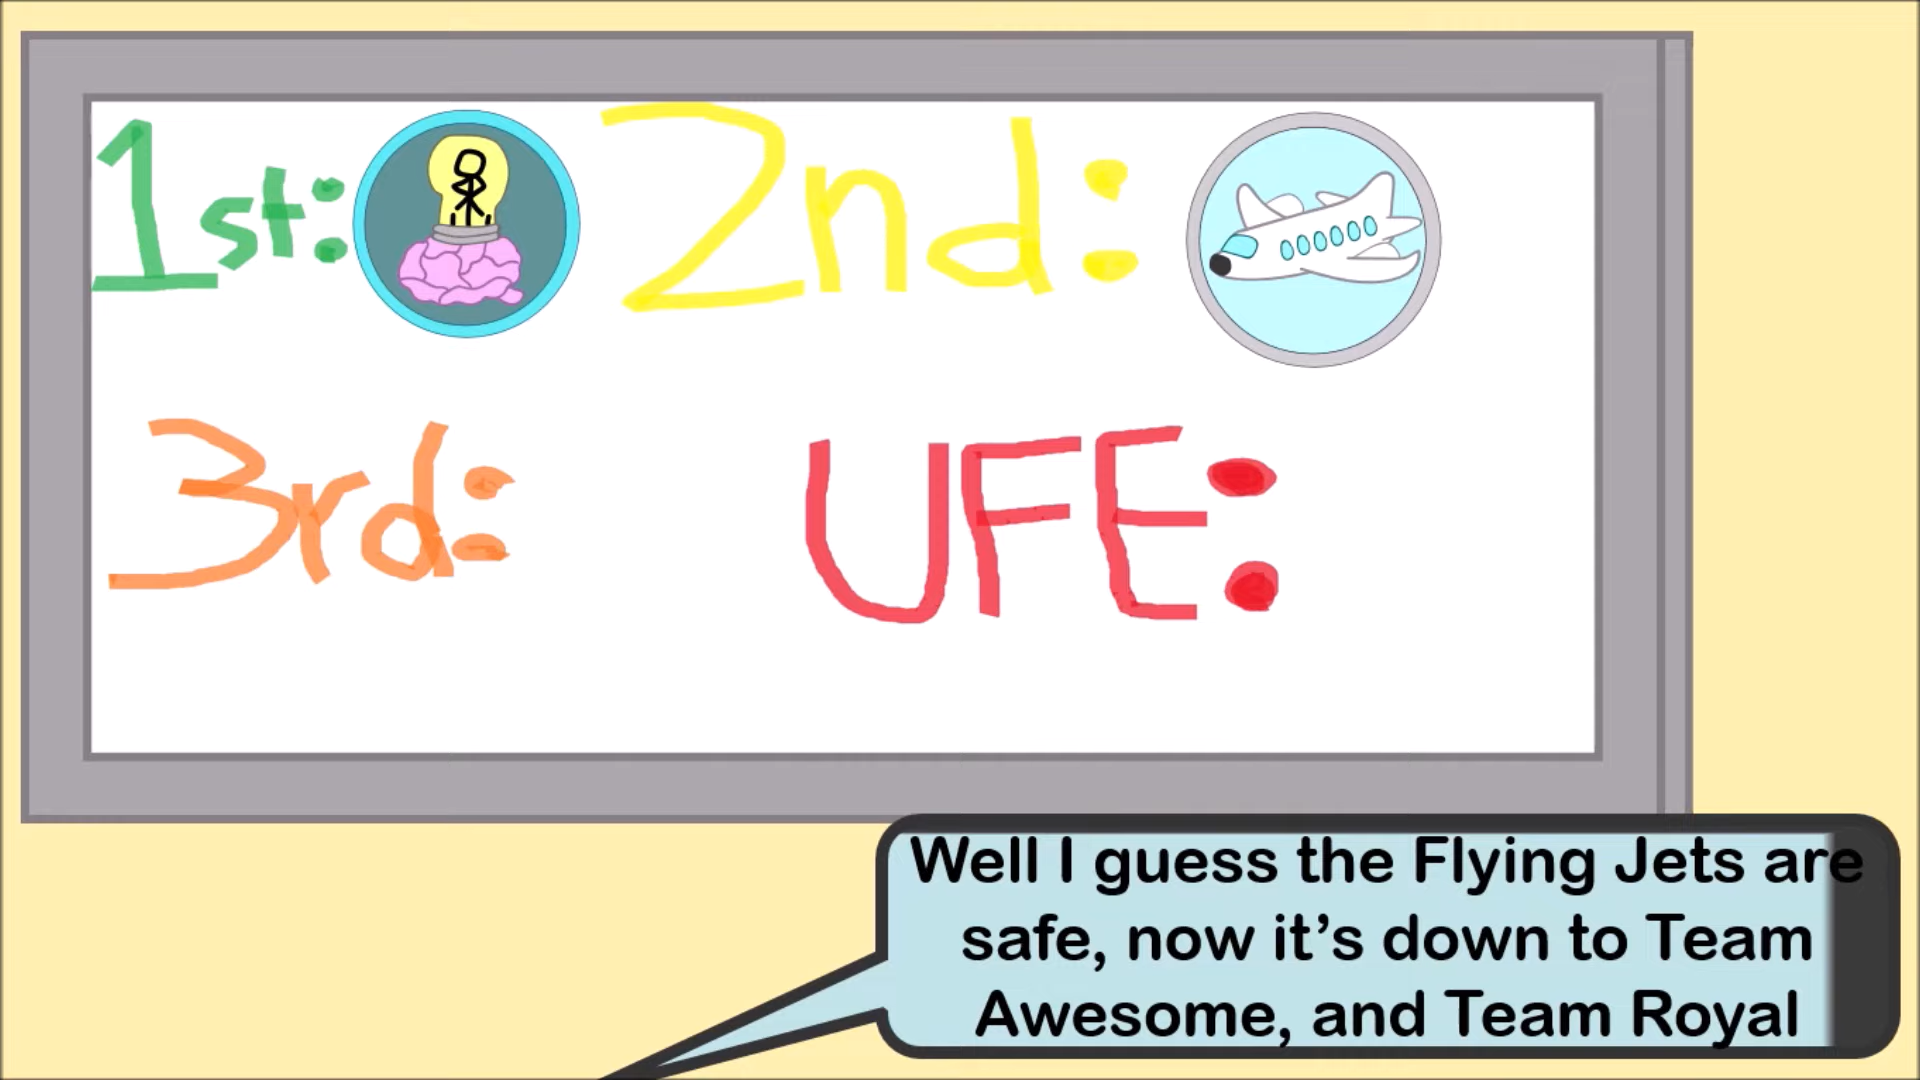 1st: 2nd:
3rd: UFE:
Well I guess the Flying Jets are
safe, now it's down to Team
Awesome, and Team Royal